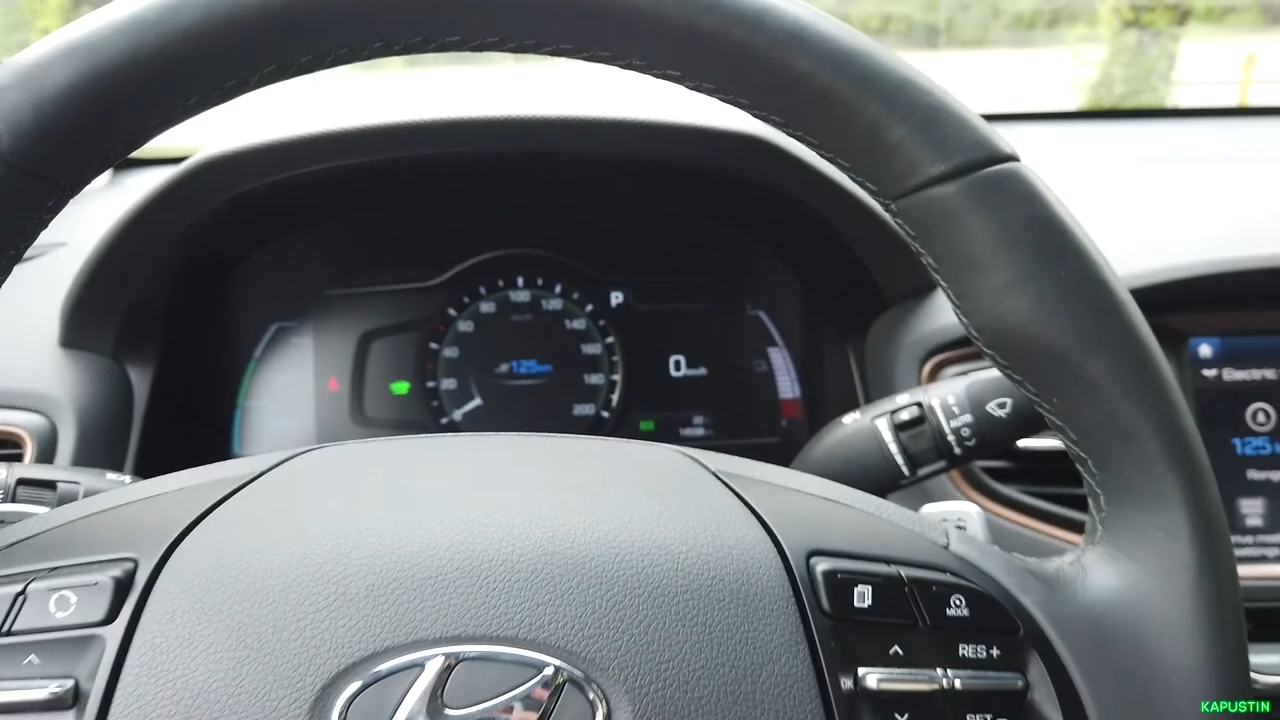 100
80
120
60
140
40
160
20
180
200
P
125km
0km/h
AUTO
Electric
125
MODE
RES +
OK
KAPUSTIN